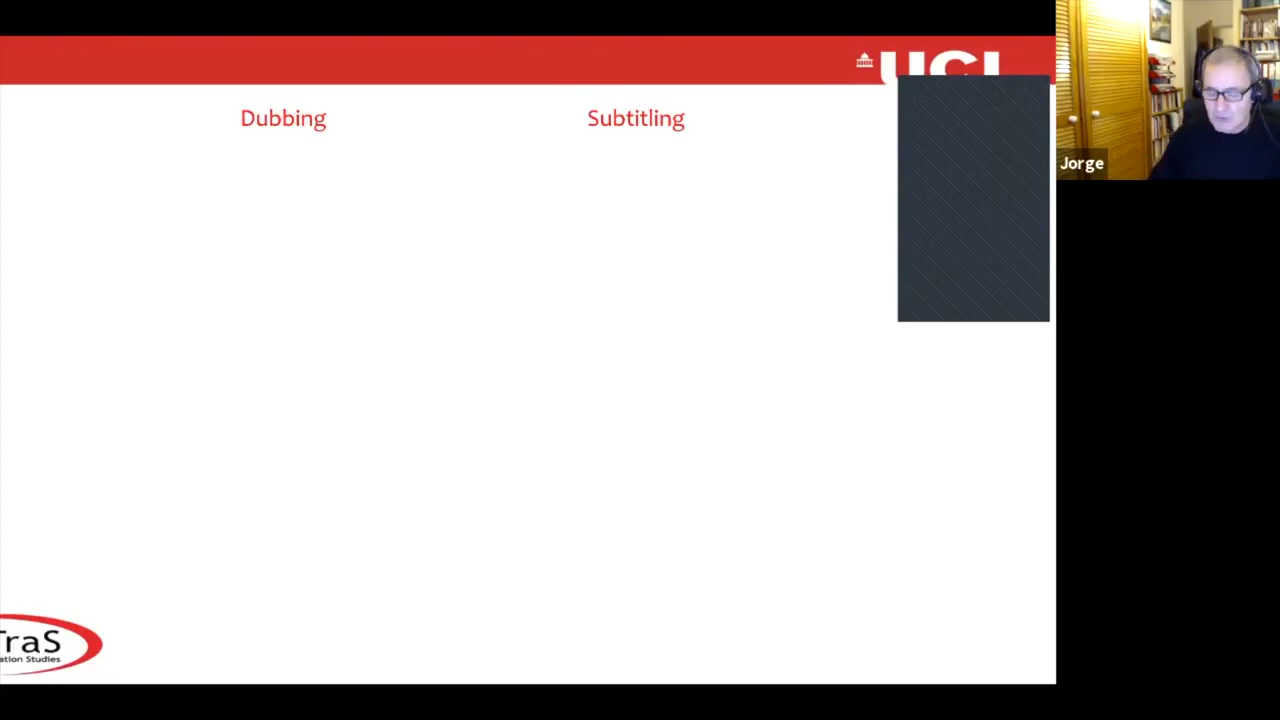 UCL
Dubbing
Subtitling
Jorge
TraS
ation Studies